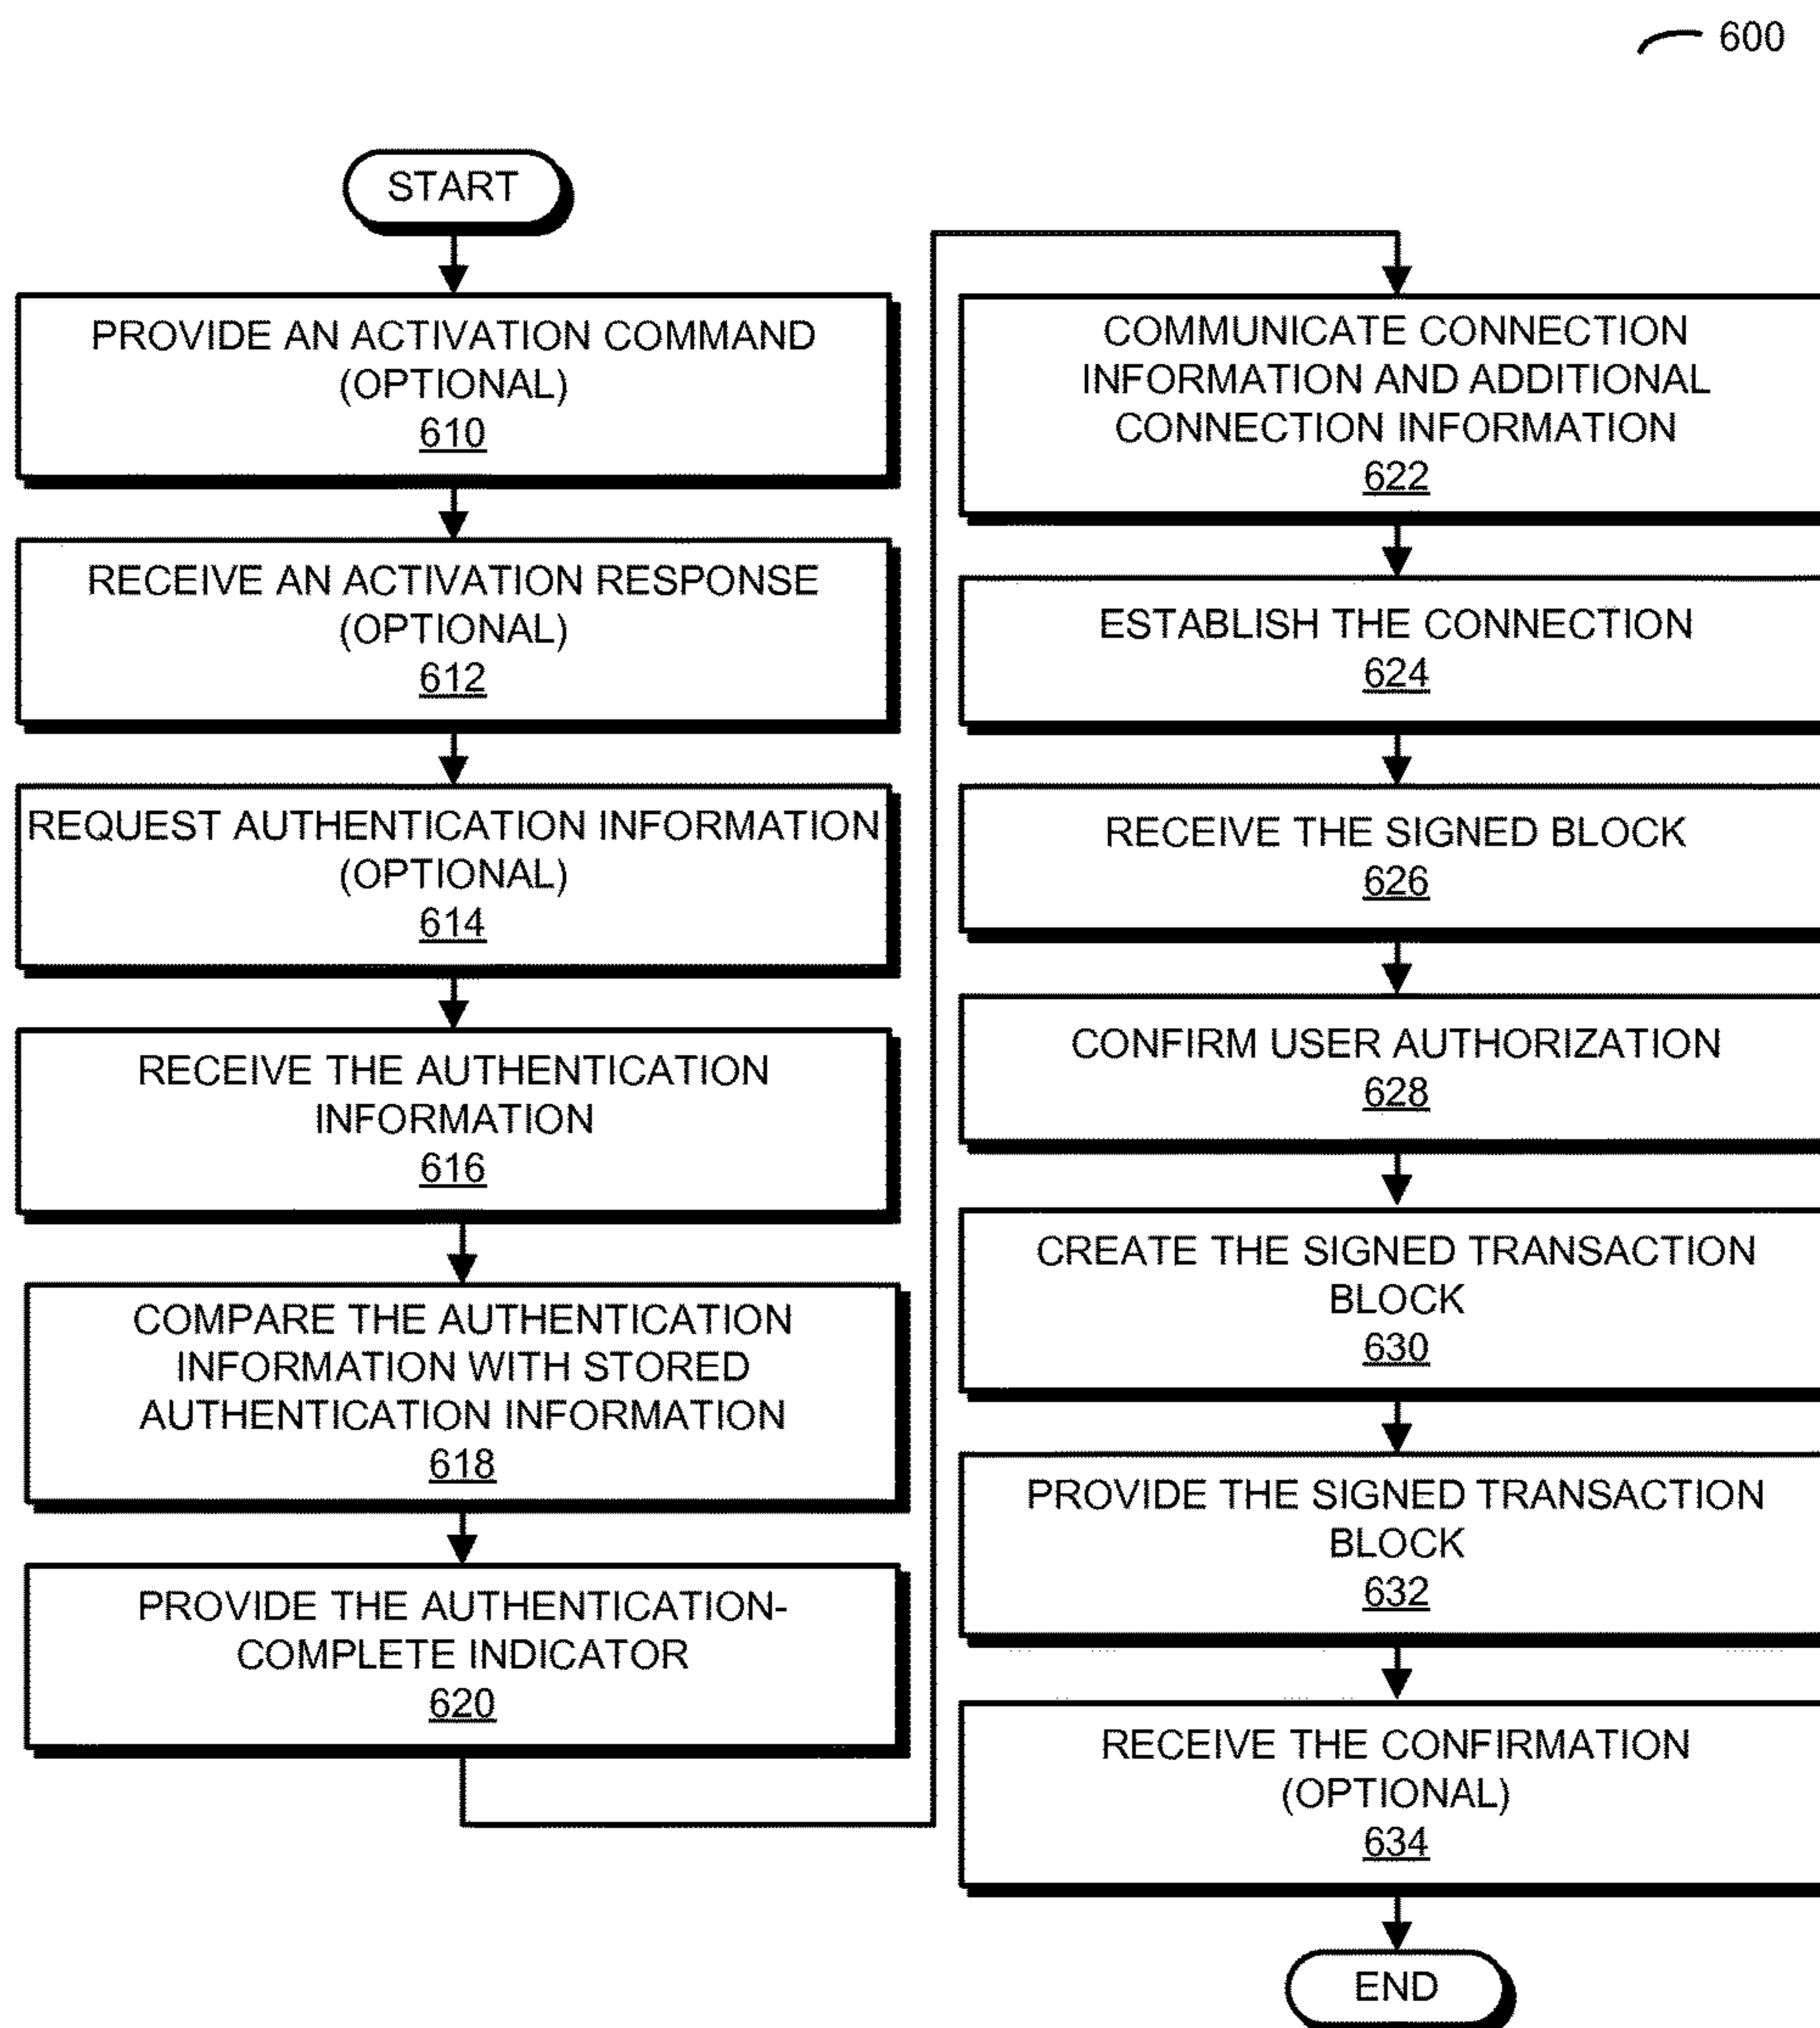 600
START
PROVIDE AN ACTIVATION COMMAND
(OPTIONAL)
610
RECEIVE AN ACTIVATION RESPONSE
(OPTIONAL)
612
REQUEST AUTHENTICATION INFORMATION
(OPTIONAL)
614
RECEIVE THE AUTHENTICATION
INFORMATION
616
COMPARE THE AUTHENTICATION
INFORMATION WITH STORED
AUTHENTICATION INFORMATION
618
PROVIDE THE AUTHENTICATION-
COMPLETE INDICATOR
620
COMMUNICATE CONNECTION
INFORMATION AND ADDITIONAL
CONNECTION INFORMATION
622
ESTABLISH THE CONNECTION
624
RECEIVE THE SIGNED BLOCK
626
CONFIRM USER AUTHORIZATION
628
CREATE THE SIGNED TRANSACTION
BLOCK
630
PROVIDE THE SIGNED TRANSACTION
BLOCK
632
RECEIVE THE CONFIRMATION
(OPTIONAL)
634
END